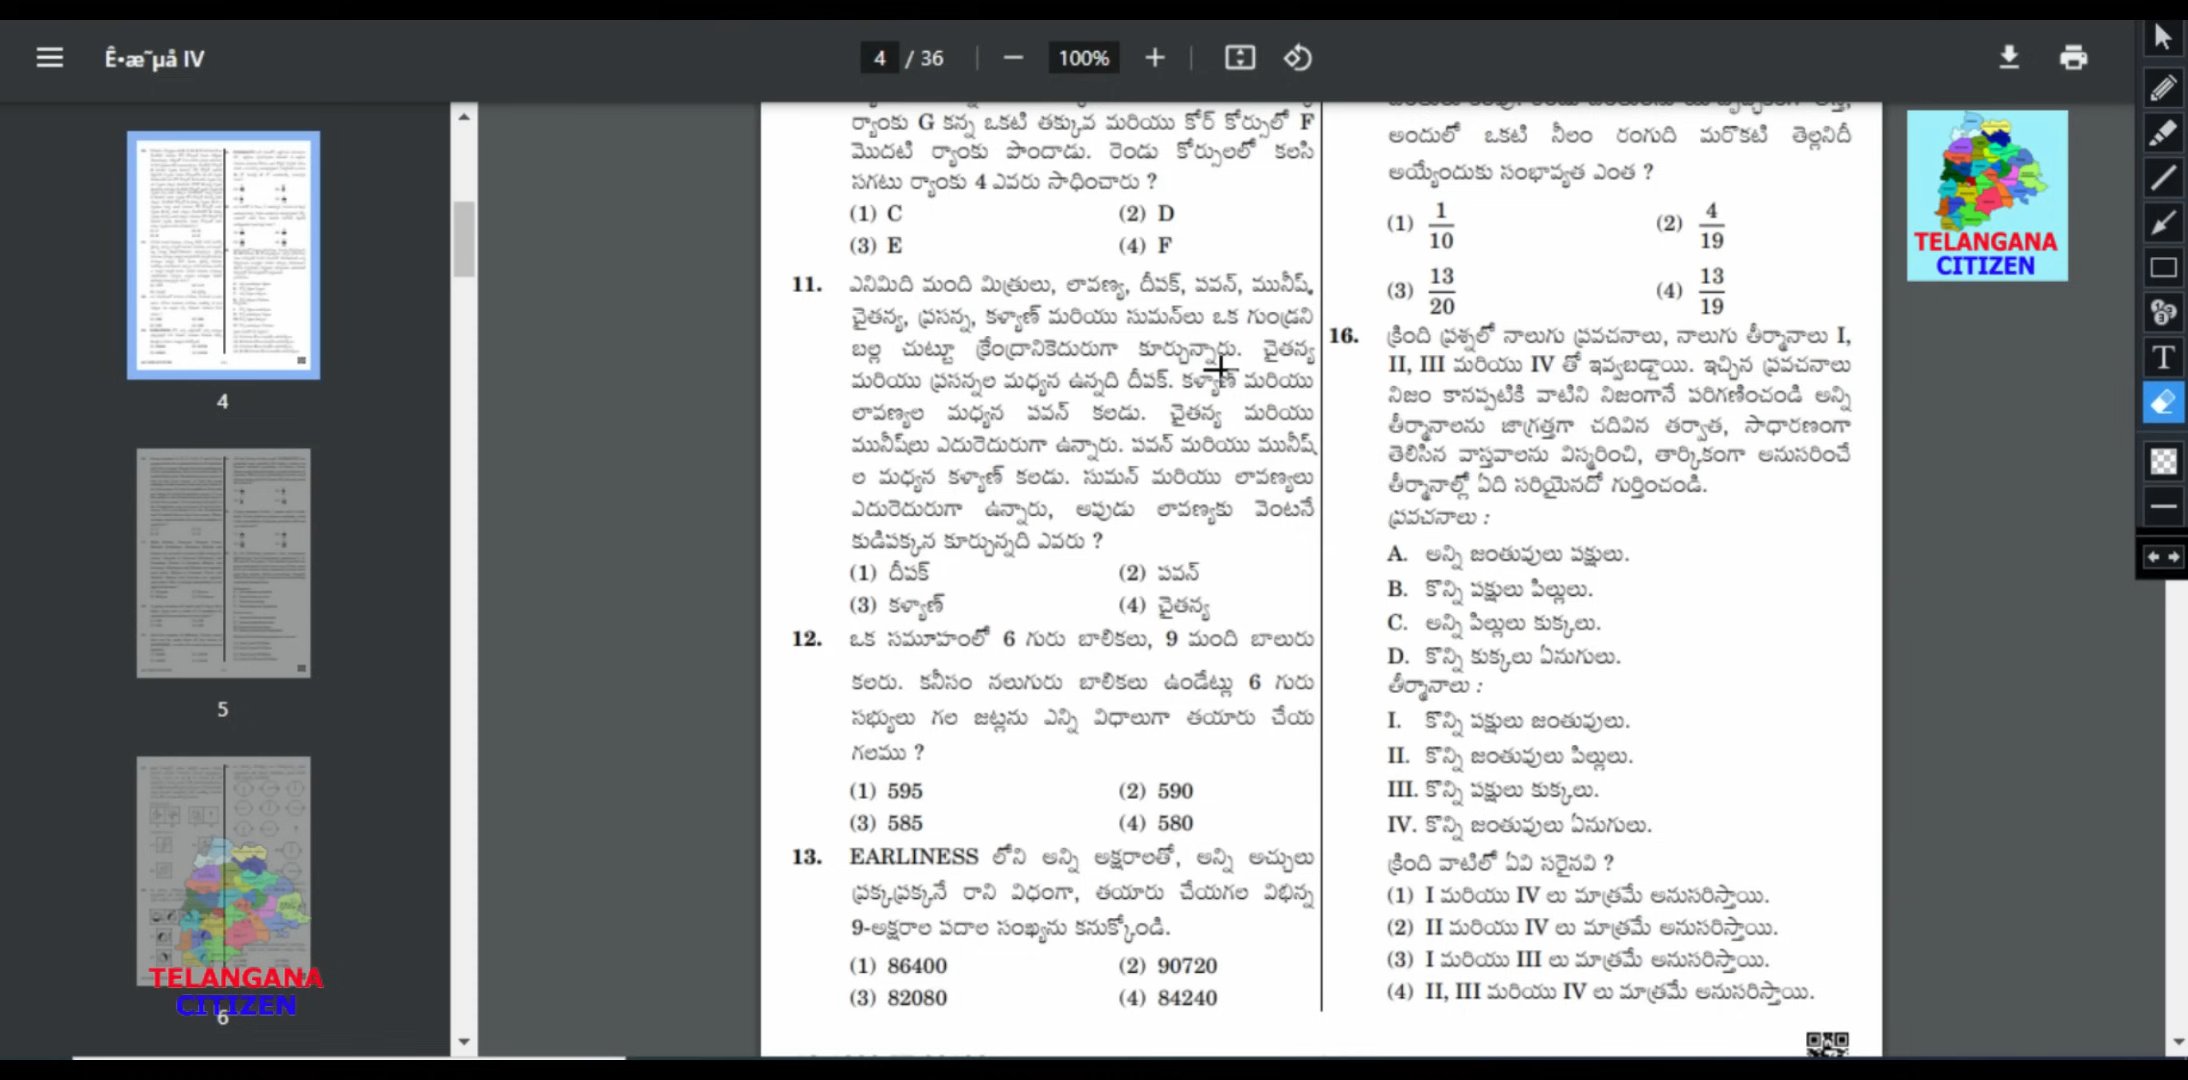 Ê•æ˜µå IV
4 / 36
100%
4
5
6
TELANGANA
CITIZEN
ర్యాంకు G కన్న ఒకటి తక్కువ మరియు కోర్ కోర్సులో F
మొదటి ర్యాంకు పొందాడు. రెండు కోర్సులలో కలసి
సగటు ర్యాంకు 4 ఎవరు సాధించారు ?
(1) C (2) D
(3) E (4) F
11. ఎనిమిది మంది మిత్రులు, లావణ్య, దీపక్, పవన్, మునీష్,
చైతన్య, ప్రసన్న, కళ్యాణ్ మరియు సుమన్‌లు ఒక గుండ్రని
బల్ల చుట్టూ కేంద్రానికెదురుగా కూర్చున్నారు. చైతన్య
మరియు ప్రసన్నల మధ్యన ఉన్నది దీపక్. కళ్యాణ్ మరియు
లావణ్యల మధ్యన పవన్ కలడు. చైతన్య మరియు
మునీష్‌లు ఎదురెదురుగా ఉన్నారు. పవన్ మరియు మునీష్
ల మధ్యన కళ్యాణ్ కలడు. సుమన్ మరియు లావణ్యలు
ఎదురెదురుగా ఉన్నారు, అపుడు లావణ్యకు వెంటనే
కుడిపక్కన కూర్చున్నది ఎవరు ?
(1) దీపక్ (2) పవన్
(3) కళ్యాణ్ (4) చైతన్య
12. ఒక సమూహంలో 6 గురు బాలికలు, 9 మంది బాలురు
కలరు. కనీసం నలుగురు బాలికలు ఉండేట్లు 6 గురు
సభ్యులు గల జట్లను ఎన్ని విధాలుగా తయారు చేయ
గలము ?
(1) 595 (2) 590
(3) 585 (4) 580
13. EARLINESS లోని అన్ని అక్షరాలతో, అన్ని అచ్చులు
ప్రక్కప్రక్కనే రాని విధంగా, తయారు చేయగల విభిన్న
9-అక్షరాల పదాల సంఖ్యను కనుక్కోండి.
(1) 86400 (2) 90720
(3) 82080 (4) 84240
అందులో ఒకటి నీలం రంగుది మరొకటి తెల్లనిదీ
అయ్యేందుకు సంభావ్యత ఎంత ?
(1) 1/10 (2) 4/19
(3) 13/20 (4) 13/19
16. క్రింది ప్రశ్నలో నాలుగు ప్రవచనాలు, నాలుగు తీర్మానాలు I,
II, III మరియు IV తో ఇవ్వబడ్డాయి. ఇచ్చిన ప్రవచనాలు
నిజం కానప్పటికి వాటిని నిజంగానే పరిగణించండి అన్ని
తీర్మానాలను జాగ్రత్తగా చదివిన తర్వాత, సాధారణంగా
తెలిసిన వాస్తవాలను విస్మరించి, తార్కికంగా అనుసరించే
తీర్మానాల్లో ఏది సరియైనదో గుర్తించండి.
ప్రవచనాలు :
A. అన్ని జంతువులు పక్షులు.
B. కొన్ని పక్షులు పిల్లులు.
C. అన్ని పిల్లులు కుక్కలు.
D. కొన్ని కుక్కలు ఏనుగులు.
తీర్మానాలు :
I. కొన్ని పక్షులు జంతువులు.
II. కొన్ని జంతువులు పిల్లులు.
III. కొన్ని పక్షులు కుక్కలు.
IV. కొన్ని జంతువులు ఏనుగులు.
క్రింది వాటిలో ఏవి సరైనవి ?
(1) I మరియు IV లు మాత్రమే అనుసరిస్తాయి.
(2) II మరియు IV లు మాత్రమే అనుసరిస్తాయి.
(3) I మరియు III లు మాత్రమే అనుసరిస్తాయి.
(4) II, III మరియు IV లు మాత్రమే అనుసరిస్తాయి.
TELANGANA
CITIZEN